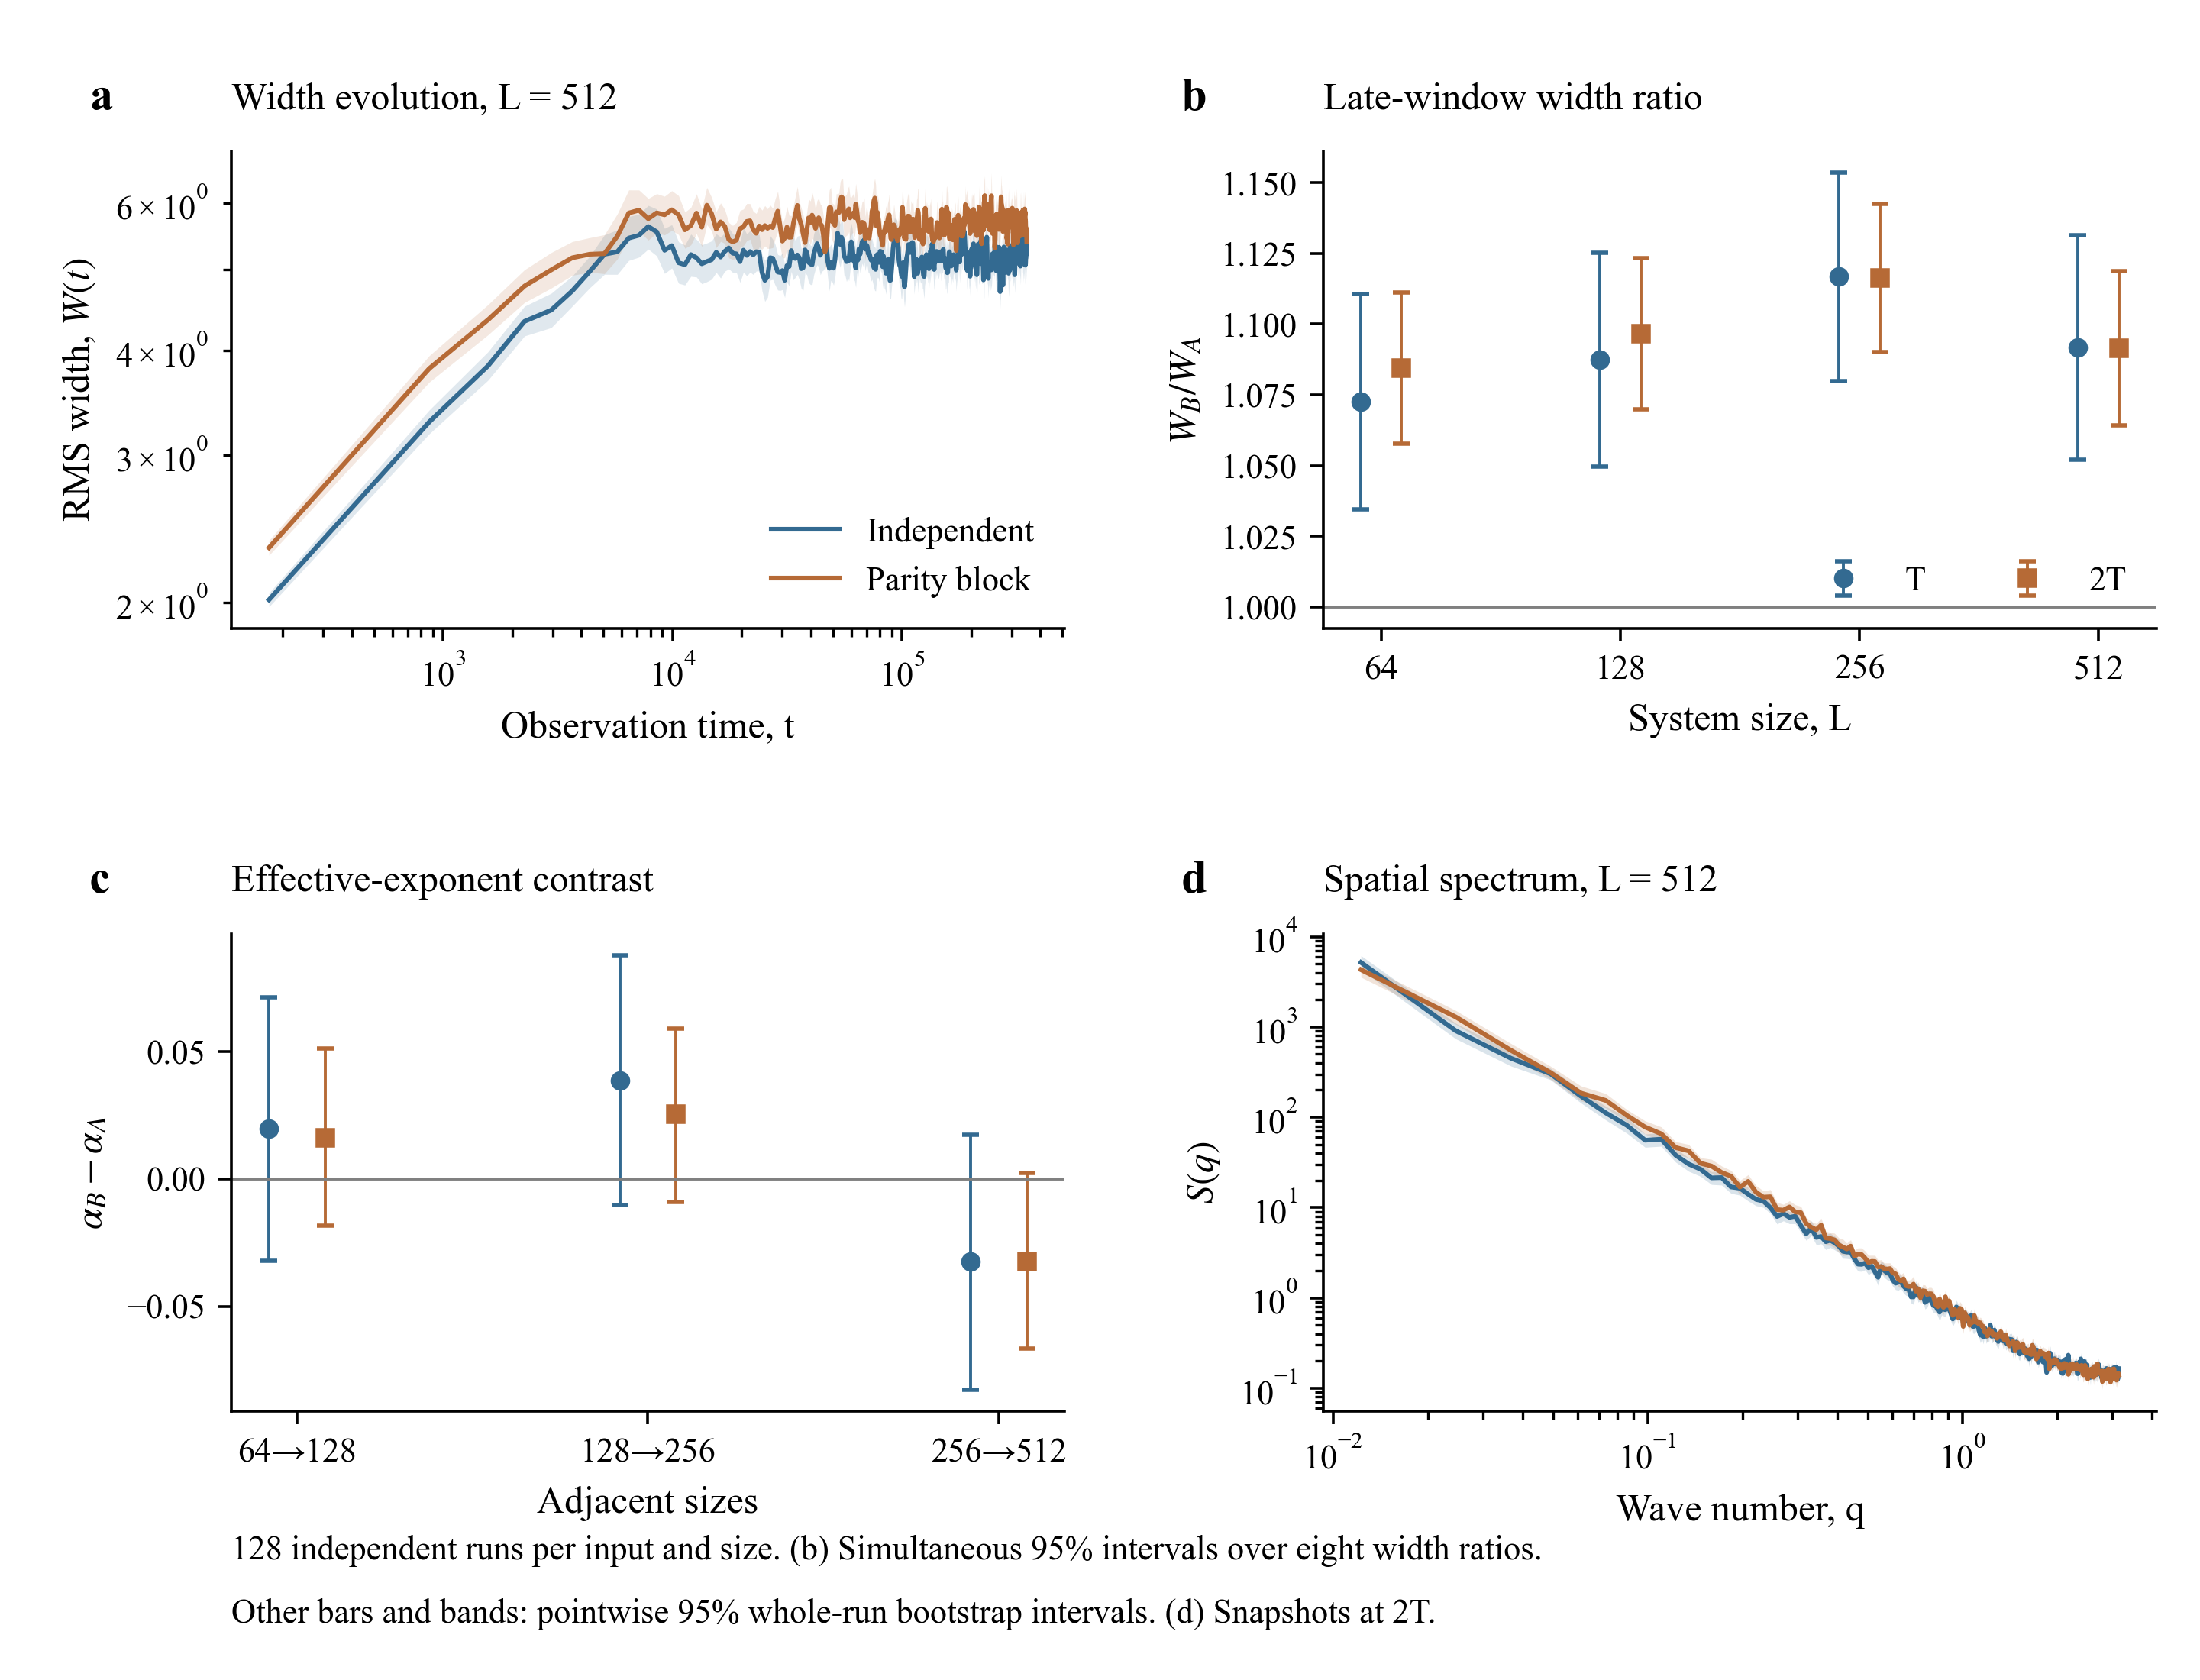 a Width evolution, L = 512
RMS width, W(t)
6 × 10⁰
4 × 10⁰
3 × 10⁰
2 × 10⁰
10³ 10⁴ 10⁵
Observation time, t
Independent
Parity block
b Late-window width ratio
W_B/W_A
1.150
1.125
1.100
1.075
1.050
1.025
1.000
T 2T
64 128 256 512
System size, L
c Effective-exponent contrast
α_B − α_A
0.05
0.00
−0.05
64→128 128→256 256→512
Adjacent sizes
d Spatial spectrum, L = 512
S(q)
10⁴
10³
10²
10¹
10⁰
10⁻¹
10⁻² 10⁻¹ 10⁰
Wave number, q
128 independent runs per input and size. (b) Simultaneous 95% intervals over eight width ratios.
Other bars and bands: pointwise 95% whole-run bootstrap intervals. (d) Snapshots at 2T.